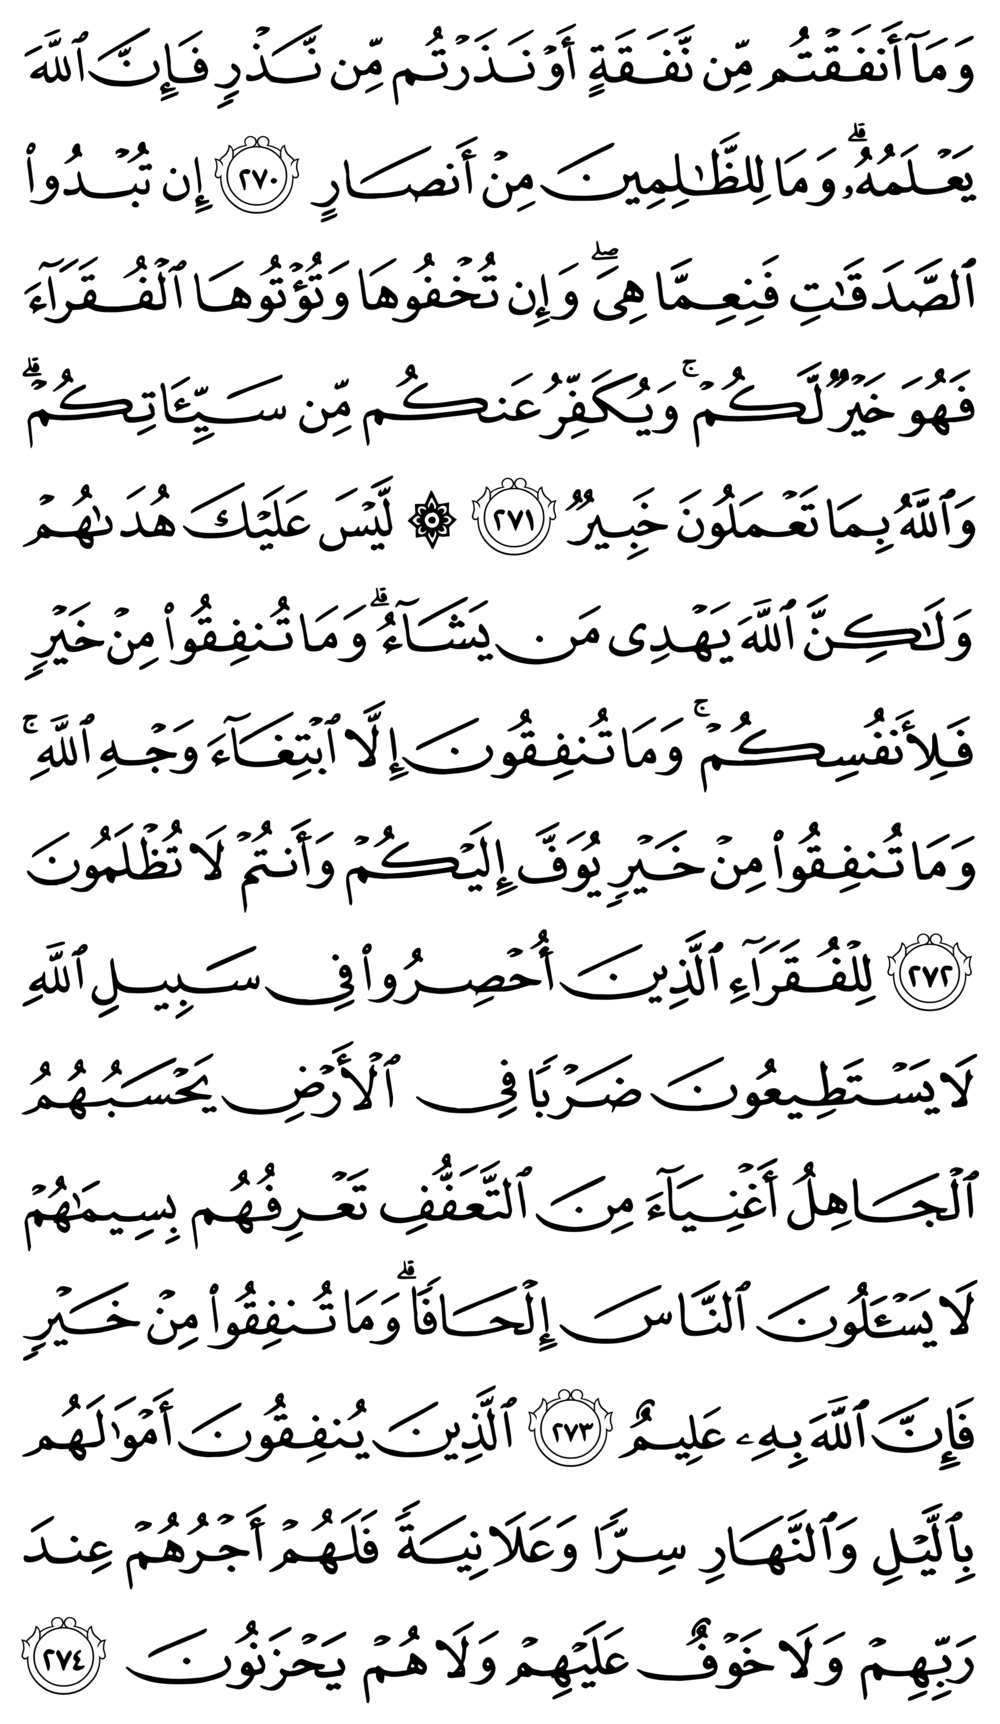 وَمَآ أَنفَقۡتُم مِّن نَّفَقَةٍ أَوۡ نَذَرۡتُم مِّن نَّذۡرٖ فَإِنَّ ٱللَّهَ
يَعۡلَمُهُۥۗ وَمَا لِلظَّٰلِمِينَ مِنۡ أَنصَارٍ ٢٧٠ إِن تُبۡدُواْ
ٱلصَّدَقَٰتِ فَنِعِمَّا هِيَۖ وَإِن تُخۡفُوهَا وَتُؤۡتُوهَا ٱلۡفُقَرَآءَ
فَهُوَ خَيۡرٞ لَّكُمۡۚ وَيُكَفِّرُ عَنكُم مِّن سَيِّـَٔاتِكُمۡۗ
وَٱللَّهُ بِمَا تَعۡمَلُونَ خَبِيرٞ ٢٧١ ۞ لَّيۡسَ عَلَيۡكَ هُدَىٰهُمۡ
وَلَٰكِنَّ ٱللَّهَ يَهۡدِي مَن يَشَآءُۗ وَمَا تُنفِقُواْ مِنۡ خَيۡرٖ
فَلِأَنفُسِكُمۡۚ وَمَا تُنفِقُونَ إِلَّا ٱبۡتِغَآءَ وَجۡهِ ٱللَّهِۚ
وَمَا تُنفِقُواْ مِنۡ خَيۡرٖ يُوَفَّ إِلَيۡكُمۡ وَأَنتُمۡ لَا تُظۡلَمُونَ
٢٧٢ لِلۡفُقَرَآءِ ٱلَّذِينَ أُحۡصِرُواْ فِي سَبِيلِ ٱللَّهِ
لَا يَسۡتَطِيعُونَ ضَرۡبٗا فِي ٱلۡأَرۡضِ يَحۡسَبُهُمُ
ٱلۡجَاهِلُ أَغۡنِيَآءَ مِنَ ٱلتَّعَفُّفِ تَعۡرِفُهُم بِسِيمَٰهُمۡ
لَا يَسۡـَٔلُونَ ٱلنَّاسَ إِلۡحَافٗاۗ وَمَا تُنفِقُواْ مِنۡ خَيۡرٖ
فَإِنَّ ٱللَّهَ بِهِۦ عَلِيمٌ ٢٧٣ ٱلَّذِينَ يُنفِقُونَ أَمۡوَٰلَهُم
بِٱلَّيۡلِ وَٱلنَّهَارِ سِرّٗا وَعَلَانِيَةٗ فَلَهُمۡ أَجۡرُهُمۡ عِندَ
رَبِّهِمۡ وَلَا خَوۡفٌ عَلَيۡهِمۡ وَلَا هُمۡ يَحۡزَنُونَ ٢٧٤